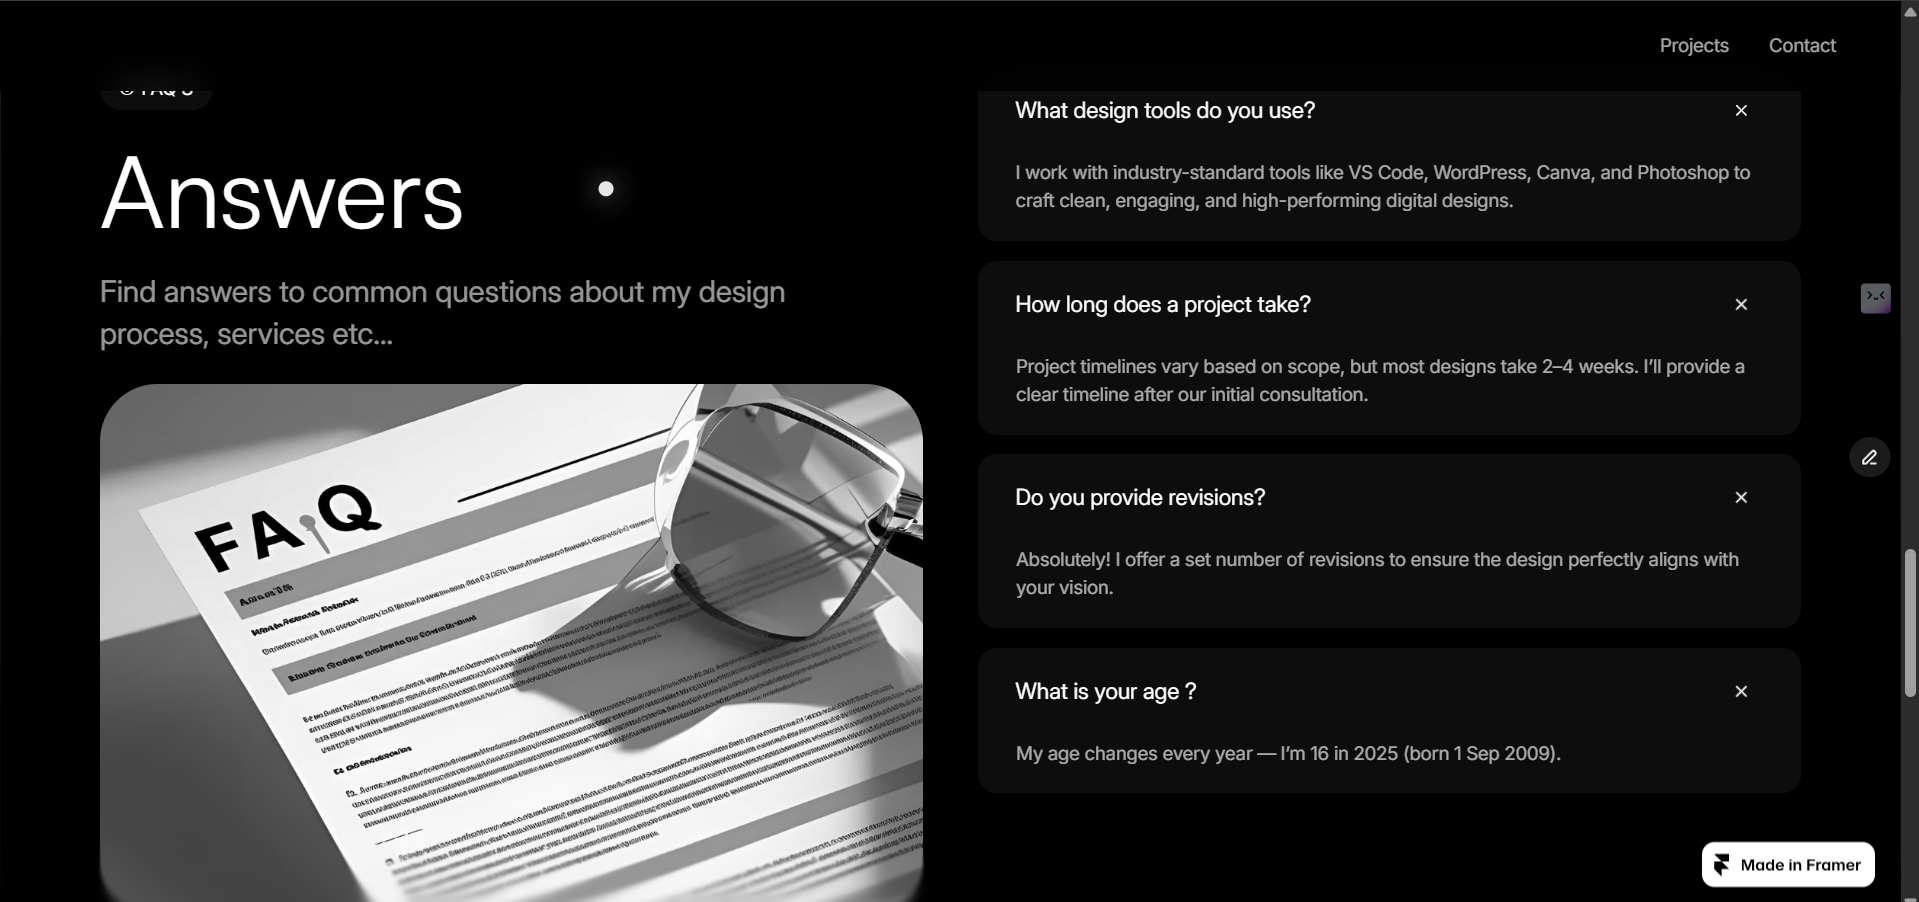 Projects
Contact
FAQ'S
Answers
Find answers to common questions about my design
process, services etc...
FAQ
What design tools do you use?
I work with industry-standard tools like VS Code, WordPress, Canva, and Photoshop to
craft clean, engaging, and high-performing digital designs.
How long does a project take?
Project timelines vary based on scope, but most designs take 2–4 weeks. I’ll provide a
clear timeline after our initial consultation.
Do you provide revisions?
Absolutely! I offer a set number of revisions to ensure the design perfectly aligns with
your vision.
What is your age ?
My age changes every year — I’m 16 in 2025 (born 1 Sep 2009).
Made in Framer